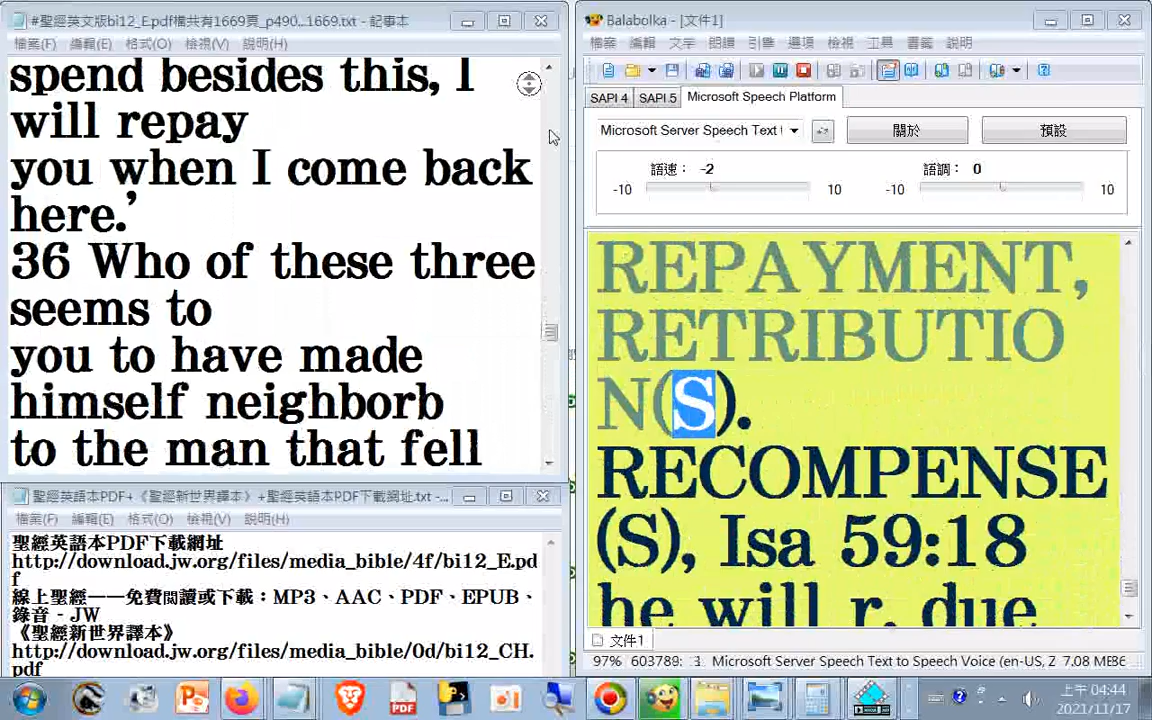 #聖經英文版bi12_E.pdf橫共有1669頁_p490...1669.txt - 記事本
檔案(F) 編輯(E) 格式(O) 檢視(V) 說明(H)
spend besides this, I
will repay
you when I come back
here.’
36 Who of these three
seems to
you to have made
himself neighborb
to the man that fell
聖經英語本PDF+《聖經新世界譯本》+聖經英語本PDF下載網址.txt - ...
檔案(F) 編輯(E) 格式(O) 檢視(V) 說明(H)
聖經英語本PDF下載網址
http://download.jw.org/files/media_bible/4f/bi12_E.pd
f
線上聖經——免費閱讀或下載：MP3、AAC、PDF、EPUB、
錄音 - JW
《聖經新世界譯本》
http://download.jw.org/files/media_bible/0d/bi12_CH.
pdf
Balabolka - [文件1]
檔案 編輯 文字 朗讀 引擎 選項 檢視 工具 書籤 說明
SAPI 4 SAPI 5 Microsoft Speech Platform
Microsoft Server Speech Text
關於 預設
語速： -2 語調： 0
-10 10 -10 10
REPAYMENT,
RETRIBUTIO
N(S).
RECOMPENSE
(S), Isa 59:18
he will r. due
文件1
97% 603789: Microsoft Server Speech Text to Speech Voice (en-US, Z 7.08 MB
上午 04:44
2021/11/17